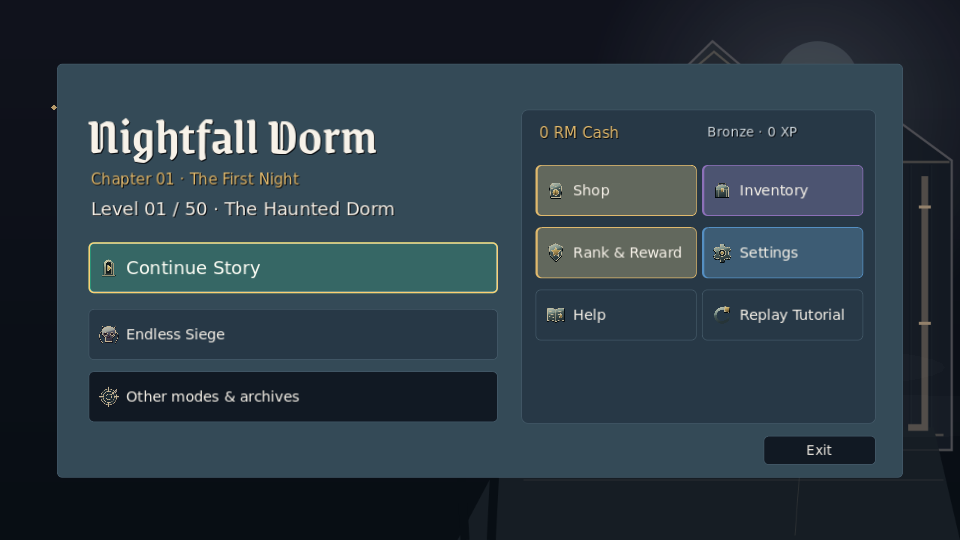 Nightfall Dorm
Chapter 01 · The First Night
Level 01 / 50 · The Haunted Dorm
Continue Story
Endless Siege
Other modes & archives
0 RM Cash
Bronze · 0 XP
Shop
Inventory
Rank & Reward
Settings
Help
Replay Tutorial
Exit